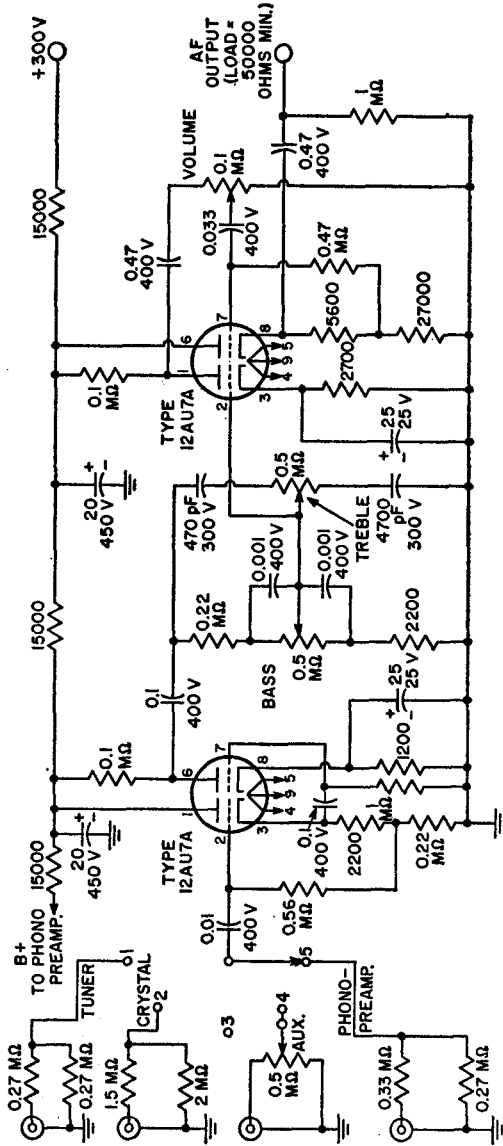 0.27 MΩ
0.27 MΩ
TUNER
1
B+
TO PHONO
PREAMP.
15000
20
450 V
+
-
15000
20
450 V
+
-
15000
+300V
1.5 MΩ
2 MΩ
CRYSTAL
2
3
0.5
MΩ
4
AUX.
0.33 MΩ
0.27 MΩ
PHONO-
PREAMP.
5
0.01
400 V
0.56
MΩ
TYPE
12AU7A
0.1
MΩ
1
6
2
7
3
8
4
9
5
0.1
400 V
2200
1
MΩ
0.22
MΩ
1200
+
-
25
25 V
0.1
400 V
0.22
MΩ
BASS
0.5
MΩ
0.001
400V
0.001
400V
2200
470 pF
300 V
0.5
MΩ
TREBLE
4700
pF
300 V
TYPE
12AU7A
0.1
MΩ
1
6
2
7
3
8
4
9
5
+
-
25
25 V
2700
5600
27000
0.47
MΩ
0.47
400 V
0.033
400 V
VOLUME
0.1
MΩ
0.47
400 V
1
MΩ
AF
OUTPUT
(LOAD =
50000
OHMS MIN.)